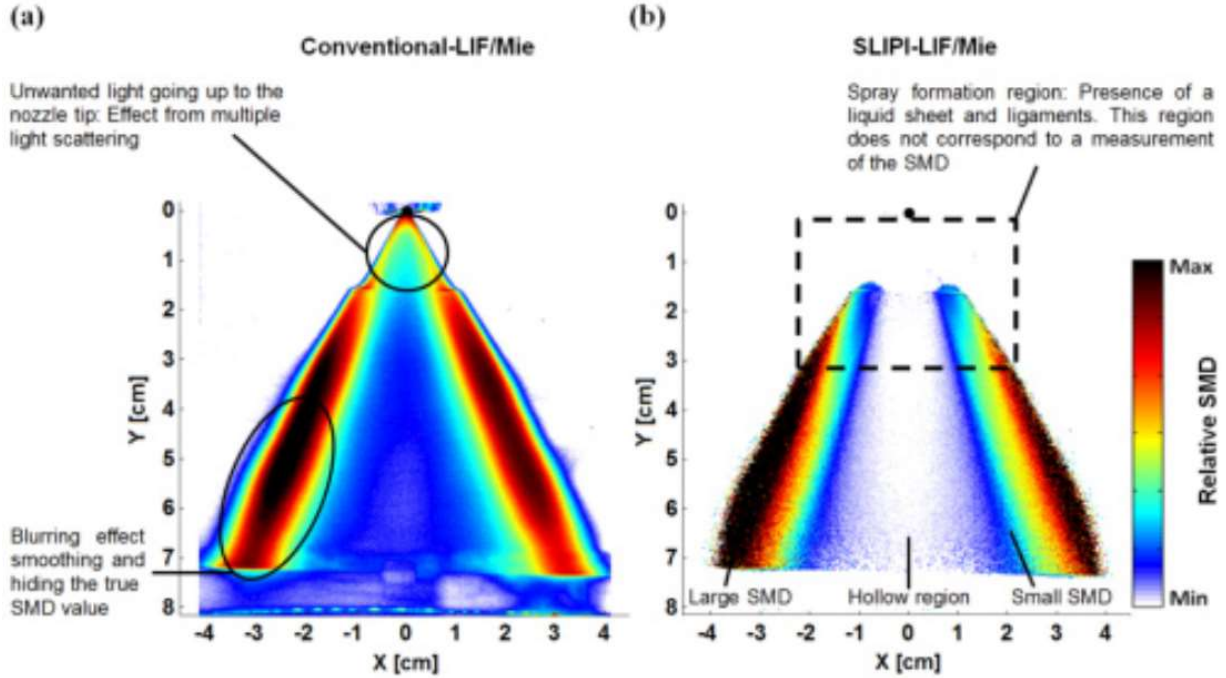 (a)
Conventional-LIF/Mie
Unwanted light going up to the
nozzle tip: Effect from multiple
light scattering
0
1
2
3
4
5
6
7
8
Y [cm]
Blurring effect
smoothing and
hiding the true
SMD value
-4 -3 -2 -1 0 1 2 3 4
X [cm]
(b)
SLIPI-LIF/Mie
Spray formation region: Presence of a
liquid sheet and ligaments. This region
does not correspond to a measurement
of the SMD
0
1
2
3
4
5
6
7
8
Y [cm]
Large SMD Hollow region Small SMD
-4 -3 -2 -1 0 1 2 3 4
X [cm]
Max
Relative SMD
Min